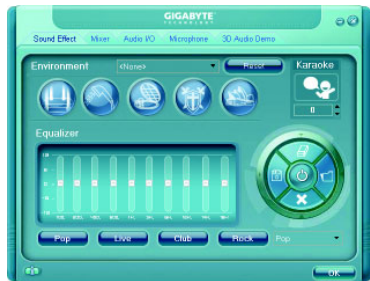 GIGABYTE
TECHNOLOGY
Sound Effect Mixer Audio I/O Microphone 3D Audio Demo
Environment <None> Reset Karaoke
0
Equalizer
Pop Live Club Rock Pop
OK